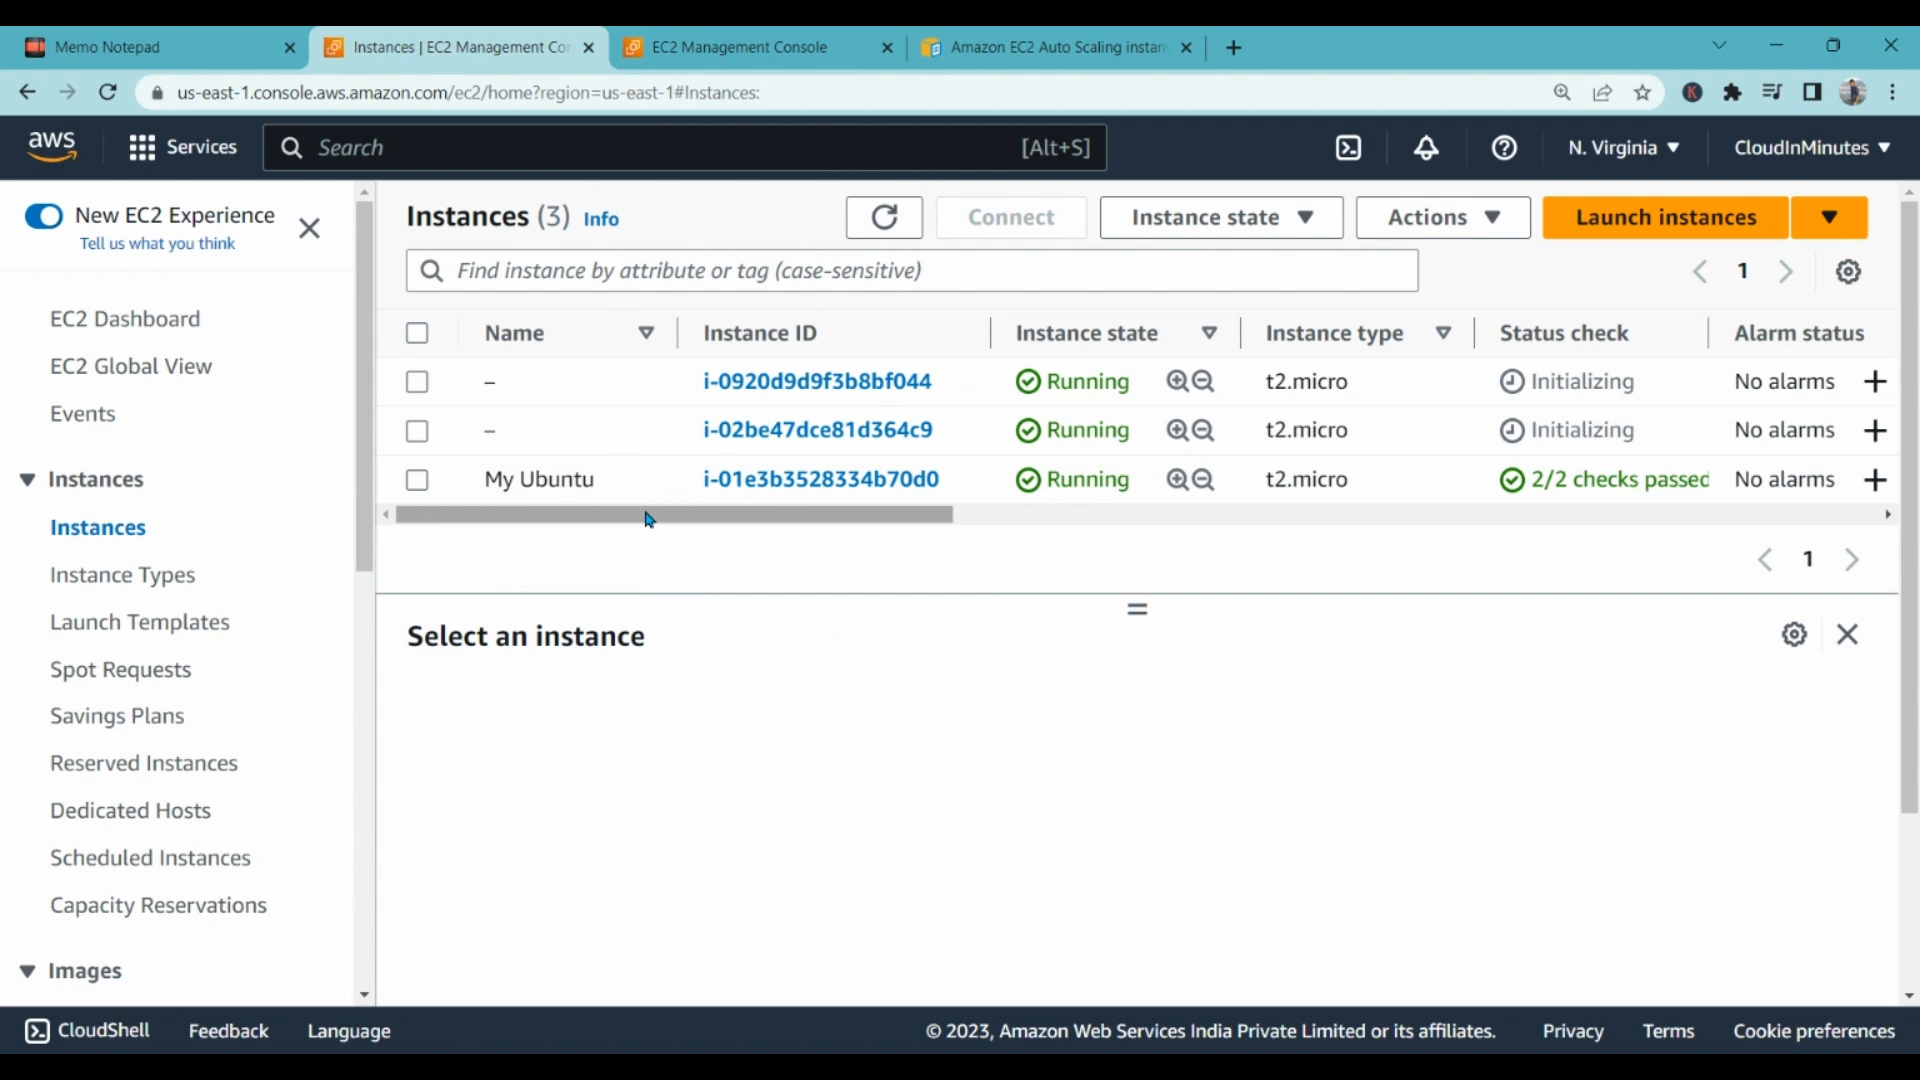 Memo Notepad
Instances | EC2 Management Con
EC2 Management Console
Amazon EC2 Auto Scaling instan
us-east-1.console.aws.amazon.com/ec2/home?region=us-east-1#Instances:
K
aws
Services
Search
[Alt+S]
N. Virginia
CloudInMinutes
New EC2 Experience
Tell us what you think
EC2 Dashboard
EC2 Global View
Events
Instances
Instances
Instance Types
Launch Templates
Spot Requests
Savings Plans
Reserved Instances
Dedicated Hosts
Scheduled Instances
Capacity Reservations
Images
Instances (3) Info
Connect
Instance state
Actions
Launch instances
Find instance by attribute or tag (case-sensitive)
1
Name Instance ID Instance state Instance type Status check Alarm status
– i-0920d9d9f3b8bf044 Running t2.micro Initializing No alarms +
– i-02be47dce81d364c9 Running t2.micro Initializing No alarms +
My Ubuntu i-01e3b3528334b70d0 Running t2.micro 2/2 checks passed No alarms +
1
Select an instance
CloudShell
Feedback
Language
© 2023, Amazon Web Services India Private Limited or its affiliates.
Privacy
Terms
Cookie preferences